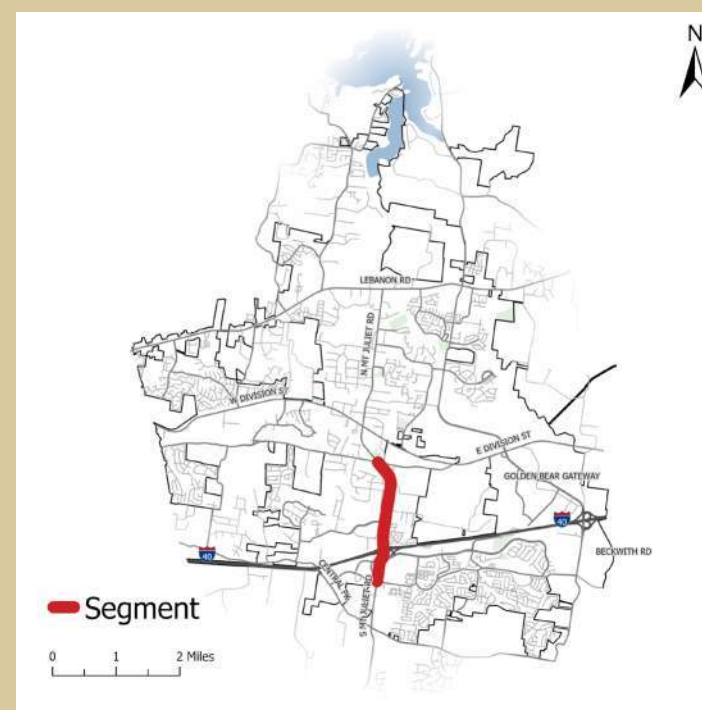 N
LEBANON RD
N MT JULIET RD
W DIVISION S
E DIVISION ST
GOLDEN BEAR GATEWAY
40
BECKWITH RD
40
CENTRAL PK
S MT JULIET RD
Segment
0 1 2 Miles